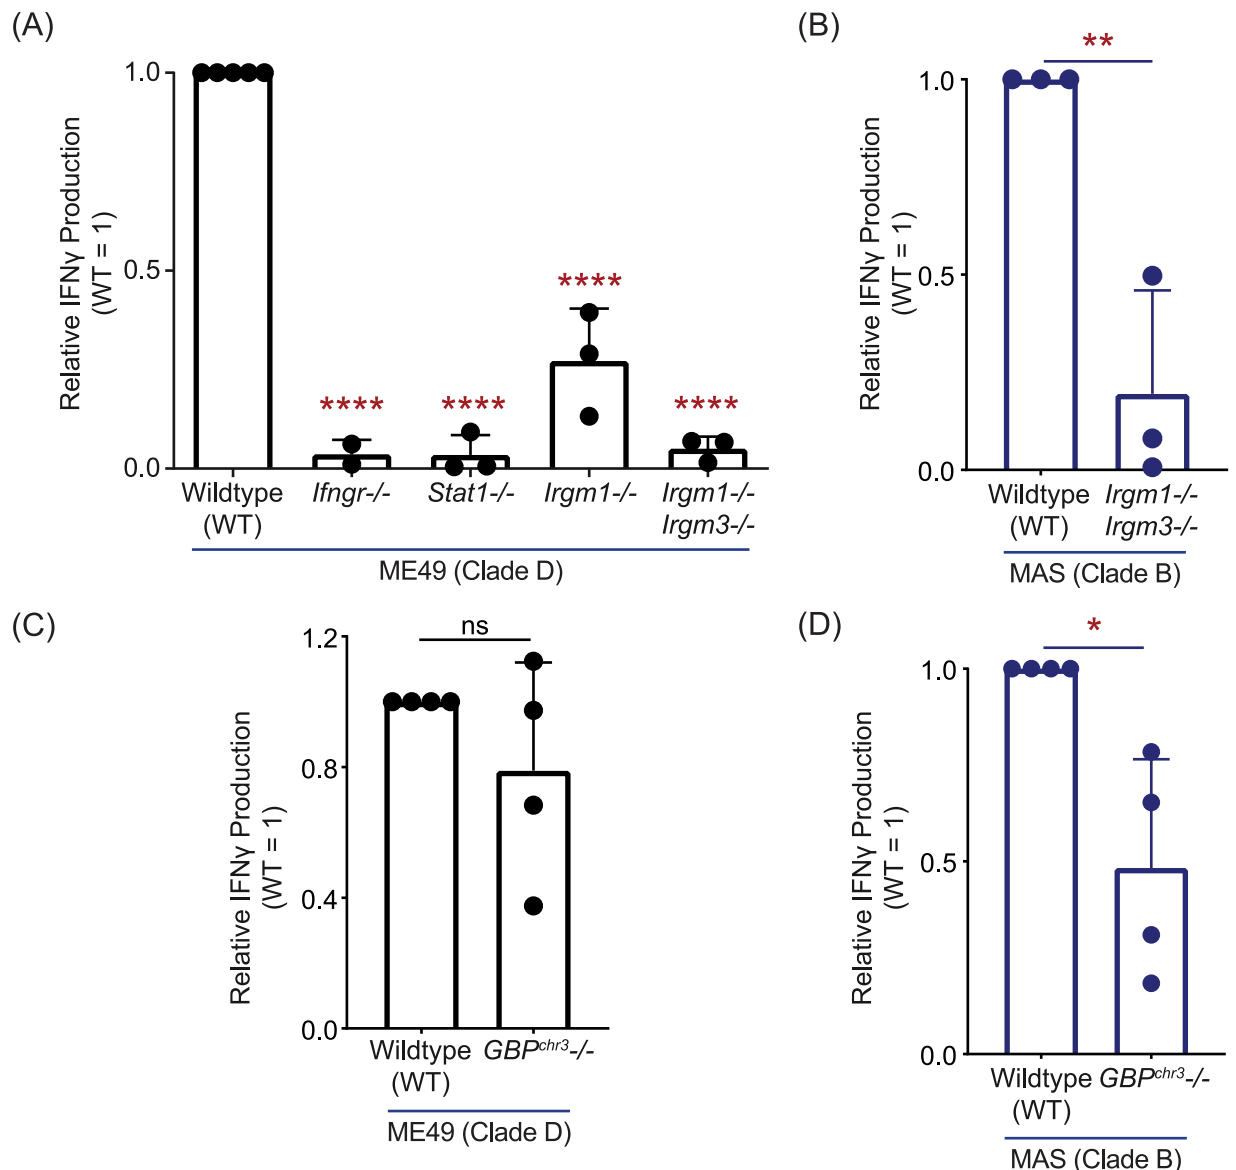 (A)
Relative IFNγ Production
(WT = 1)
1.0
0.5
0.0
****
****
****
****
Wildtype
(WT)
Ifngr-/-
Stat1-/-
Irgm1-/-
Irgm1-/-
Irgm3-/-
ME49 (Clade D)
(B)
Relative IFNγ Production
(WT = 1)
1.0
0.5
0.0
**
Wildtype
(WT)
Irgm1-/-
Irgm3-/-
MAS (Clade B)
(C)
Relative IFNγ Production
(WT = 1)
1.2
0.8
0.4
0.0
ns
Wildtype
(WT)
GBPchr3-/-
ME49 (Clade D)
(D)
Relative IFNγ Production
(WT = 1)
1.0
0.5
0.0
*
Wildtype
(WT)
GBPchr3-/-
MAS (Clade B)